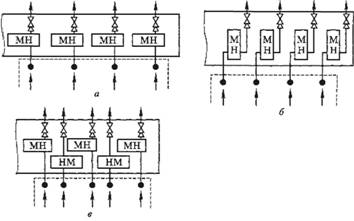 МН МН МН МН
М Н М Н М Н М Н
а
б
МН МН МН
НМ НМ
в